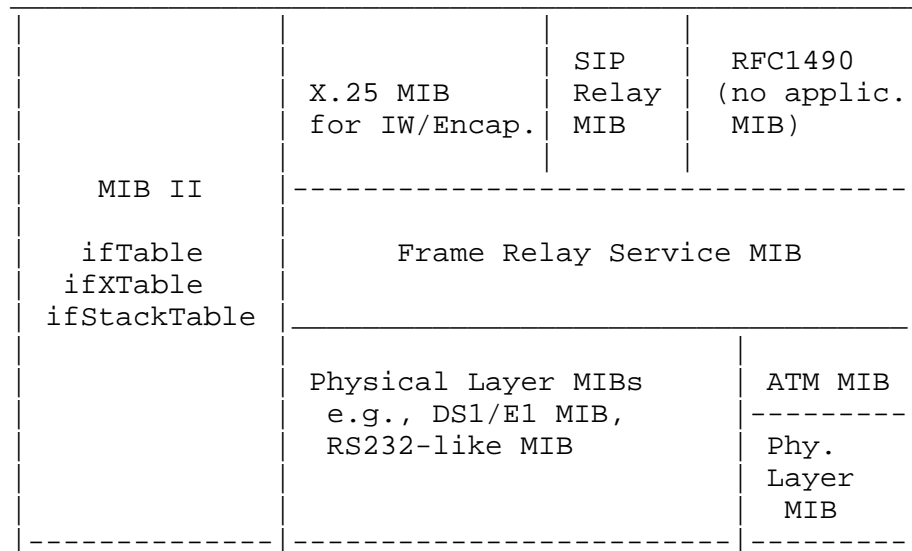 SIP RFC1490
X.25 MIB Relay (no applic.
for IW/Encap. MIB MIB)
MIB II
ifTable Frame Relay Service MIB
ifXTable
ifStackTable
Physical Layer MIBs ATM MIB
e.g., DS1/E1 MIB,
RS232-like MIB Phy.
Layer
MIB